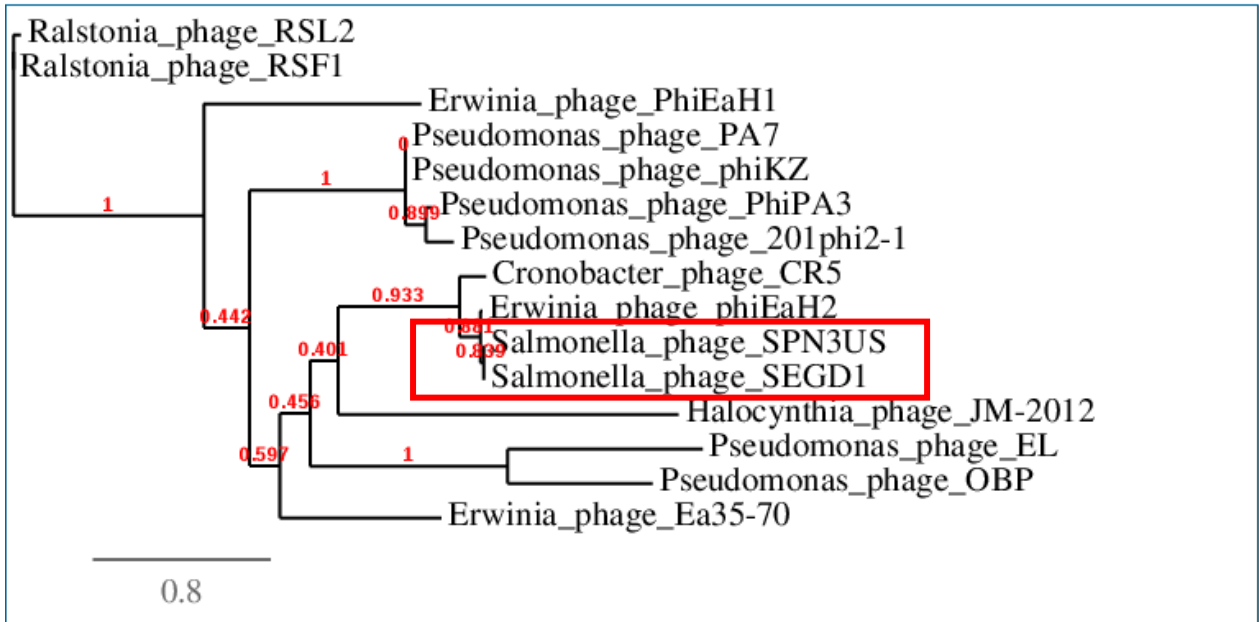 Ralstonia_phage_RSL2
Ralstonia_phage_RSF1
Erwinia_phage_PhiEaH1
Pseudomonas_phage_PA7
0
Pseudomonas_phage_phiKZ
1
Pseudomonas_phage_PhiPA3
1
0.899
Pseudomonas_phage_201phi2-1
Cronobacter_phage_CR5
0.933
Erwinia_phage_phiEaH2
0.442
0.881
Salmonella_phage_SPN3US
0.401
0.839
Salmonella_phage_SEGD1
0.456
Halocynthia_phage_JM-2012
Pseudomonas_phage_EL
0.597
1
Pseudomonas_phage_OBP
Erwinia_phage_Ea35-70
0.8